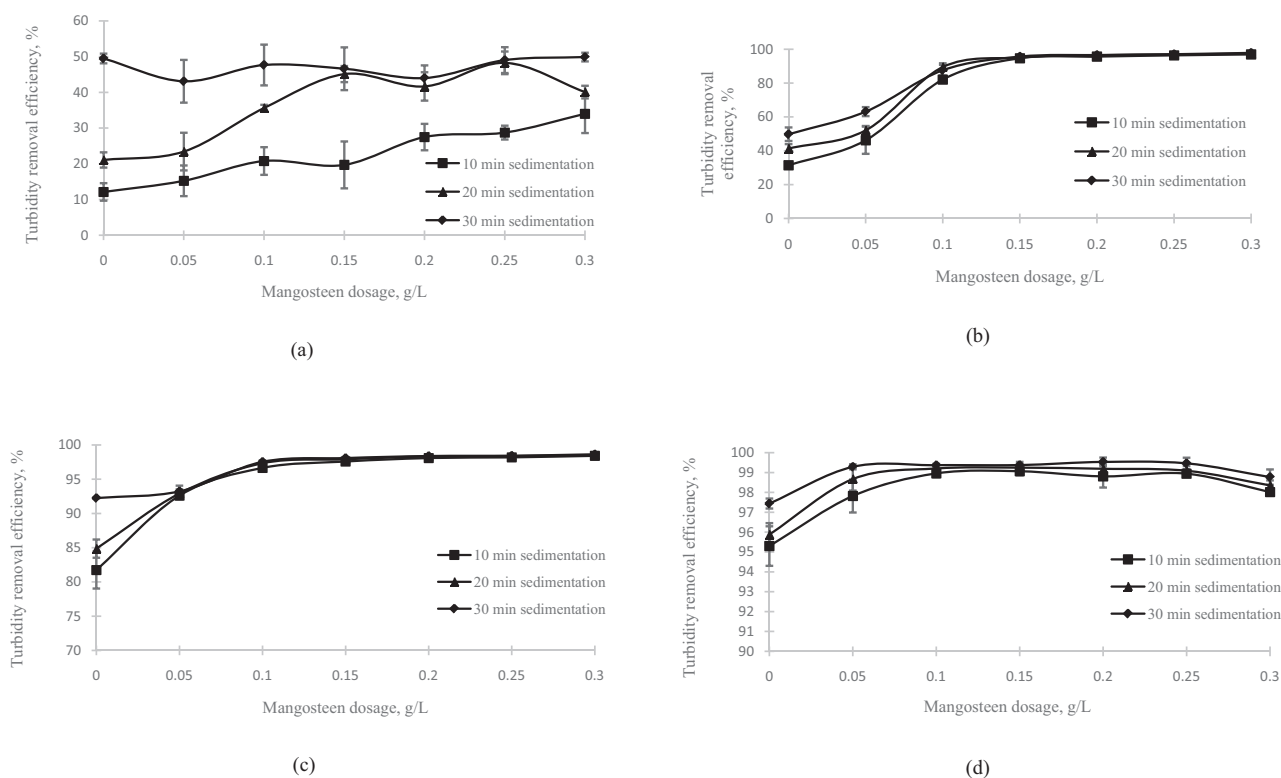 Turbidity removal efficiency, %
60
50
40
30
20
10
0
0 0.05 0.1 0.15 0.2 0.25 0.3
Mangosteen dosage, g/L
10 min sedimentation
20 min sedimentation
30 min sedimentation
(a)
Turbidity removal
efficiency, %
100
80
60
40
20
0
0 0.05 0.1 0.15 0.2 0.25 0.3
Mangosteen dosage, g/L
10 min sedimentation
20 min sedimentation
30 min sedimentation
(b)
Turbidity removal efficiency, %
100
95
90
85
80
75
70
0 0.05 0.1 0.15 0.2 0.25 0.3
Mangosteen dosage, g/L
10 min sedimentation
20 min sedimentation
30 min sedimentation
(c)
Turbidity removal efficiency, %
100
99
98
97
96
95
94
93
92
91
90
0 0.05 0.1 0.15 0.2 0.25 0.3
Mangosteen dosage, g/L
10 min sedimentation
20 min sedimentation
30 min sedimentation
(d)